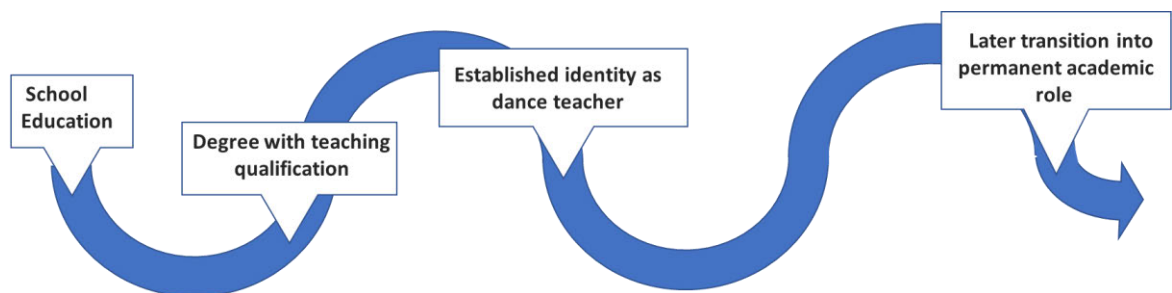 School
Education
Degree with teaching
qualification
Established identity as
dance teacher
Later transition into
permanent academic
role